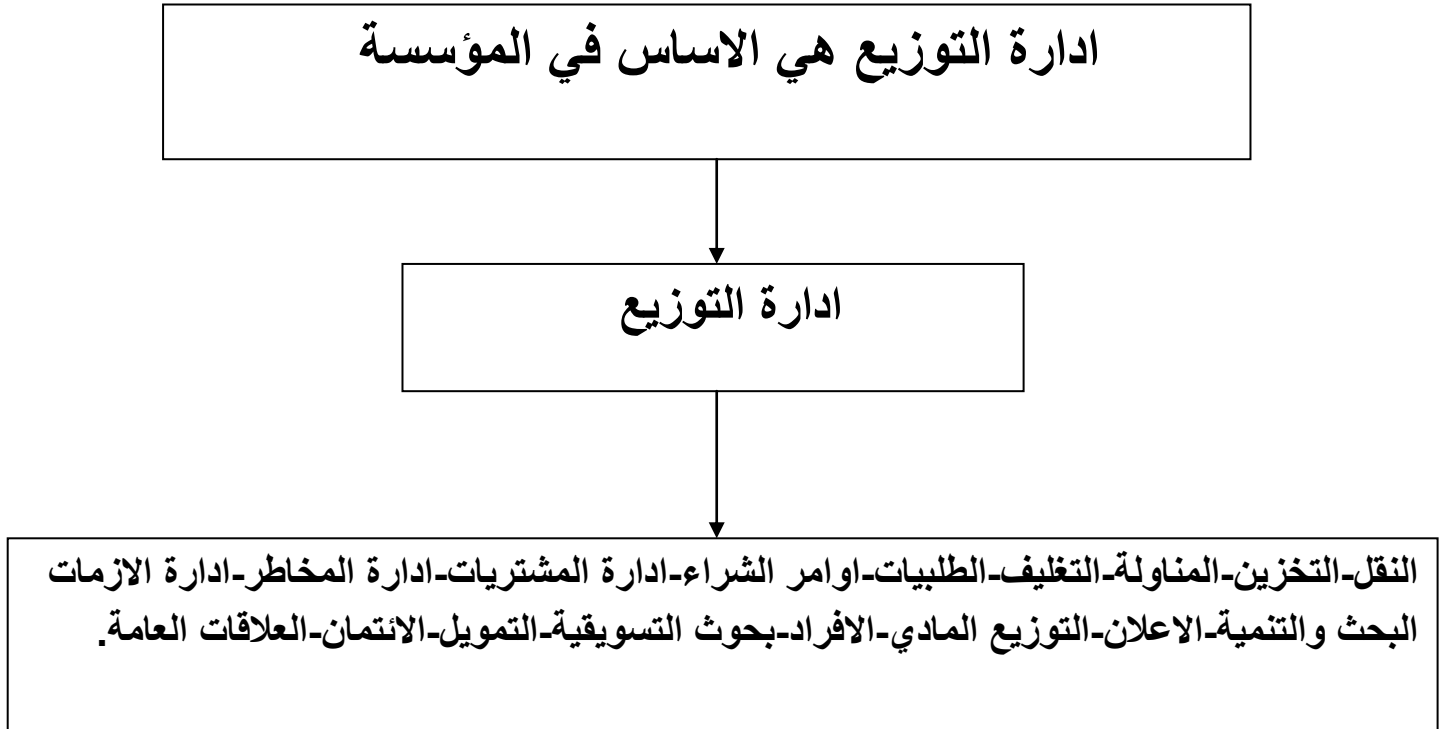 ادارة التوزيع هي الاساس في المؤسسة
ادارة التوزيع
النقل-التخزين-المناولة-التغليف-الطلبيات-اوامر الشراء-ادارة المشتريات-ادارة المخاطر-ادارة الازمات
البحث والتنمية-الاعلان-التوزيع المادي-الافراد-بحوث التسويقية-التمويل-الائتمان-العلاقات العامة.